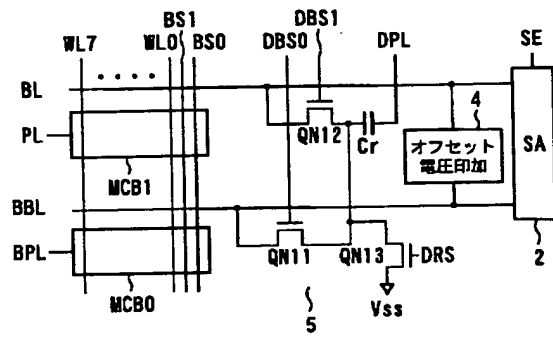 BS1
DBS1
WL7
WL0
BS0
DBS0
DPL
SE
BL
4
PL
QN12
Cr
オフセット
電圧印加
SA
MCB1
BBL
BPL
QN11
QN13
DRS
2
MCB0
5
Vss